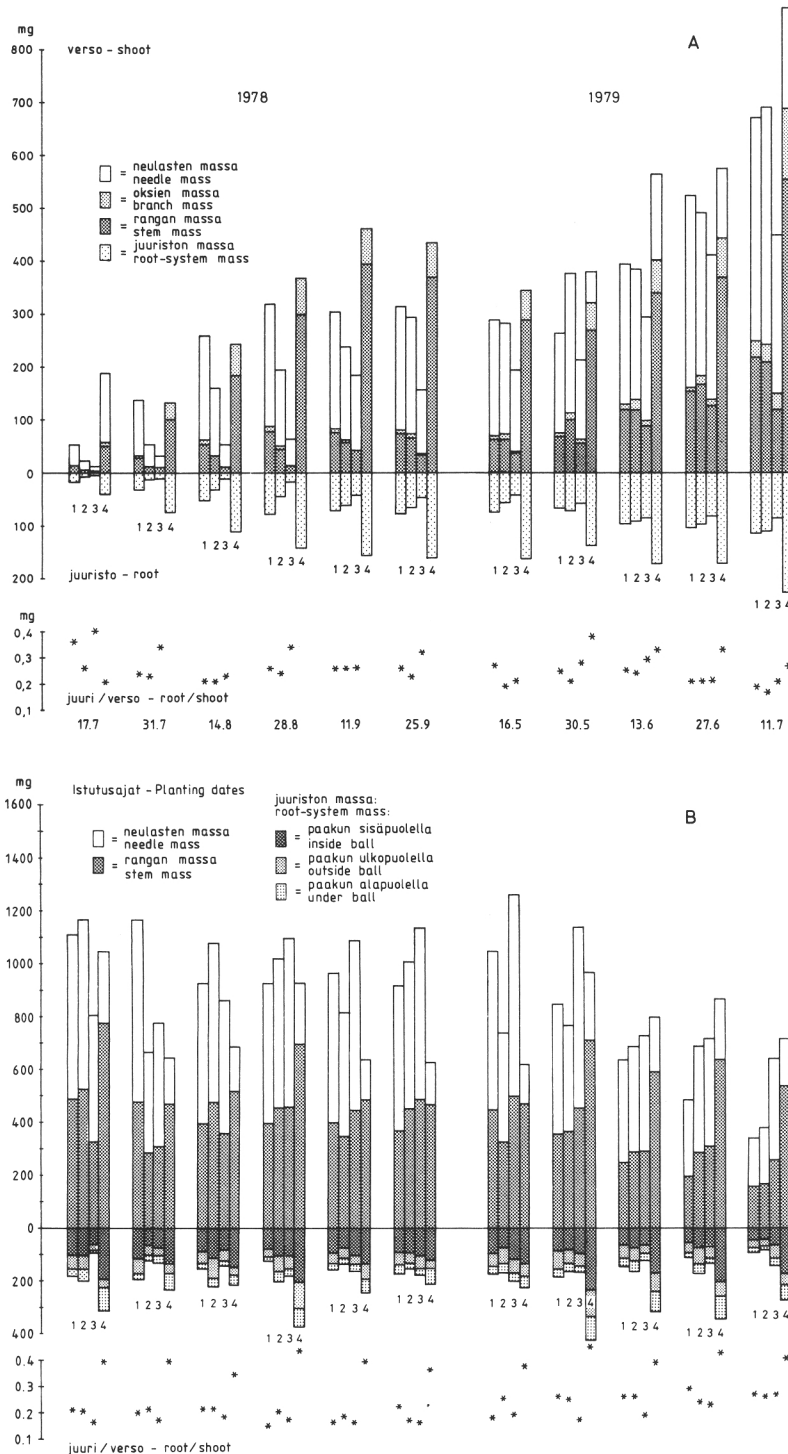 mg
verso – shoot
A
800
1978
1979
700
600
= neulasten massa
needle mass
= oksien massa
branch mass
= rangan massa
stem mass
= juuriston massa
root-system mass
500
400
300
200
100
0
100
200
1 2 3 4
1 2 3 4
1 2 3 4
1 2 3 4
1 2 3 4
1 2 3 4
1 2 3 4
1 2 3 4
1 2 3 4
1 2 3 4
1 2 3 4
juuristo – root
mg
0,4
0,3
0,2
0,1
juuri / verso – root/shoot
17.7 31.7 14.8 28.8 11.9 25.9 16.5 30.5 13.6 27.6 11.7
mg
Istutusajat – Planting dates
B
1600
1400
1200
1000
800
600
400
200
0
200
400
= neulasten massa
needle mass
= rangan massa
stem mass
juuriston massa:
root-system mass:
= paakun sisäpuolella
inside ball
= paakun ulkopuolella
outside ball
= paakun alapuolella
under ball
1 2 3 4
1 2 3 4
1 2 3 4
1 2 3 4
1 2 3 4
1 2 3 4
1 2 3 4
1 2 3 4
1 2 3 4
1 2 3 4
1 2 3 4
0.4
0.3
0.2
0.1
juuri / verso – root/shoot